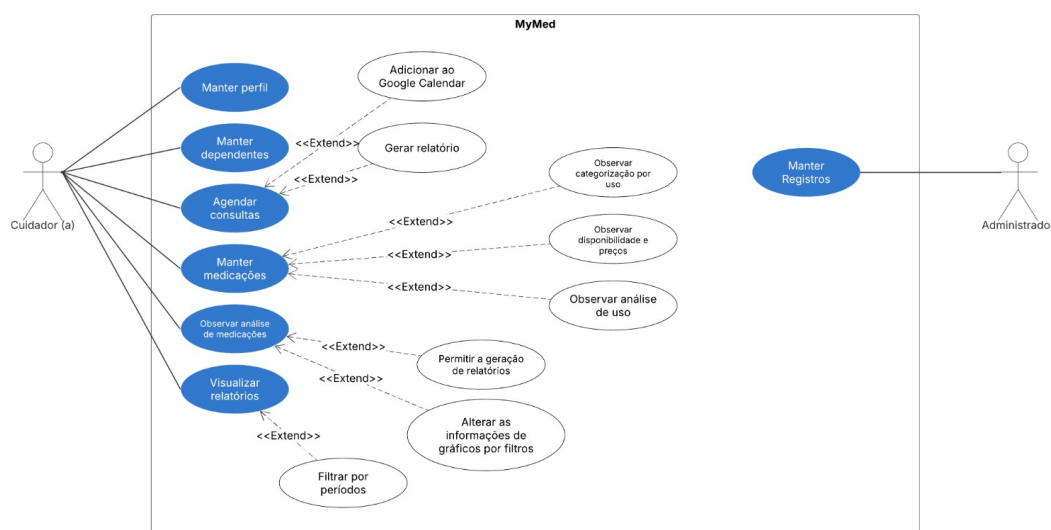 MyMed
Manter perfil
Adicionar ao
Google Calendar
Manter
dependentes
<<Extend>>
Gerar relatório
<<Extend>>
Agendar
consultas
Observar
categorização por
uso
Manter
Registros
Cuidador (a)
Administrado
<<Extend>>
Manter
medicações
Observar
disponibilidade e
preços
<<Extend>>
<<Extend>>
Observar análise
de uso
Observar análise
de medicações
<<Extend>>
Permitir a geração
de relatórios
<<Extend>>
Visualizar
relatórios
Alterar as
informações de
gráficos por filtros
<<Extend>>
Filtrar por
períodos